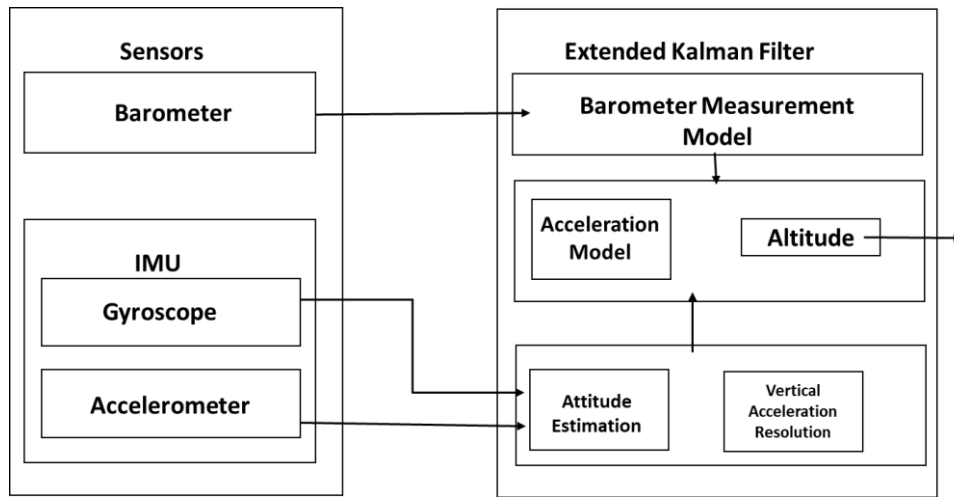 Sensors
Barometer
IMU
Gyroscope
Accelerometer
Extended Kalman Filter
Barometer Measurement
Model
Acceleration
Model
Altitude
Attitude
Estimation
Vertical
Acceleration
Resolution